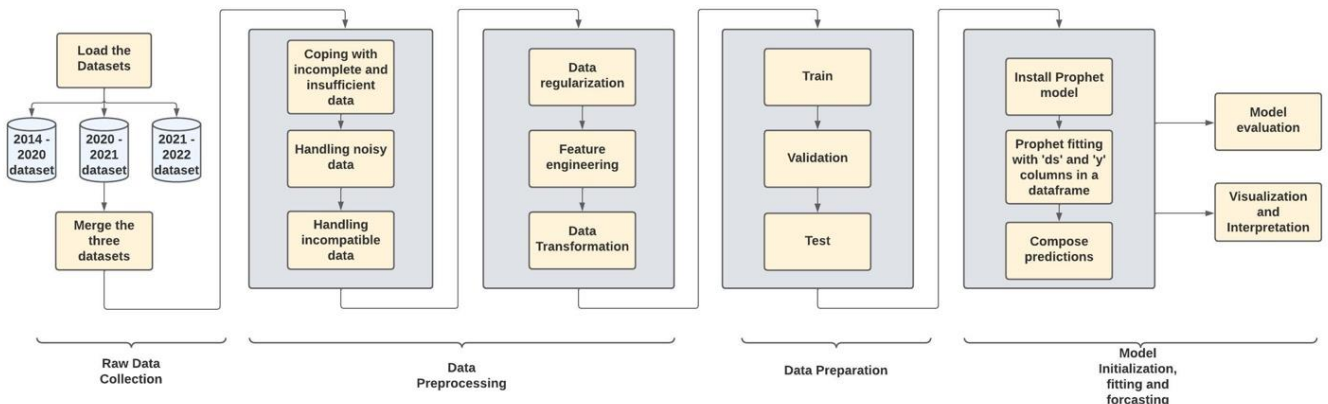 Load the
Datasets
2014 -
2020
dataset
2020 -
2021
dataset
2021 -
2022
dataset
Merge the
three
datasets
Coping with
incomplete and
insufficient
data
Handling noisy
data
Handling
incompatible
data
Data
regularization
Feature
engineering
Data
Transformation
Train
Validation
Test
Install Prophet
model
Prophet fitting
with 'ds' and 'y'
columns in a
dataframe
Compose
predictions
Model
evaluation
Visualization
and
Interpretation
Raw Data
Collection
Data
Preprocessing
Data Preparation
Model
Initialization,
fitting and
forcasting